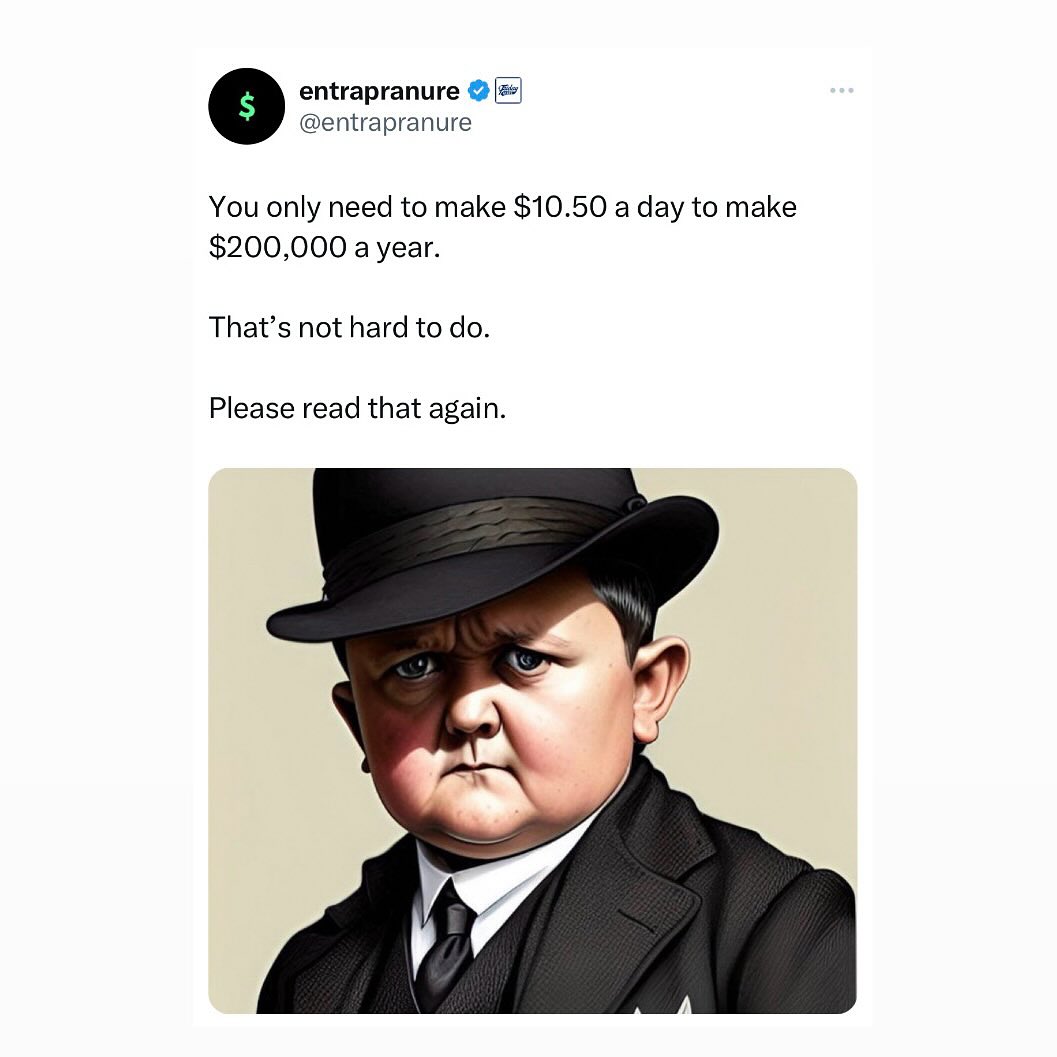 entrapranure
@entrapranure
You only need to make $10.50 a day to make
$200,000 a year.
That’s not hard to do.
Please read that again.